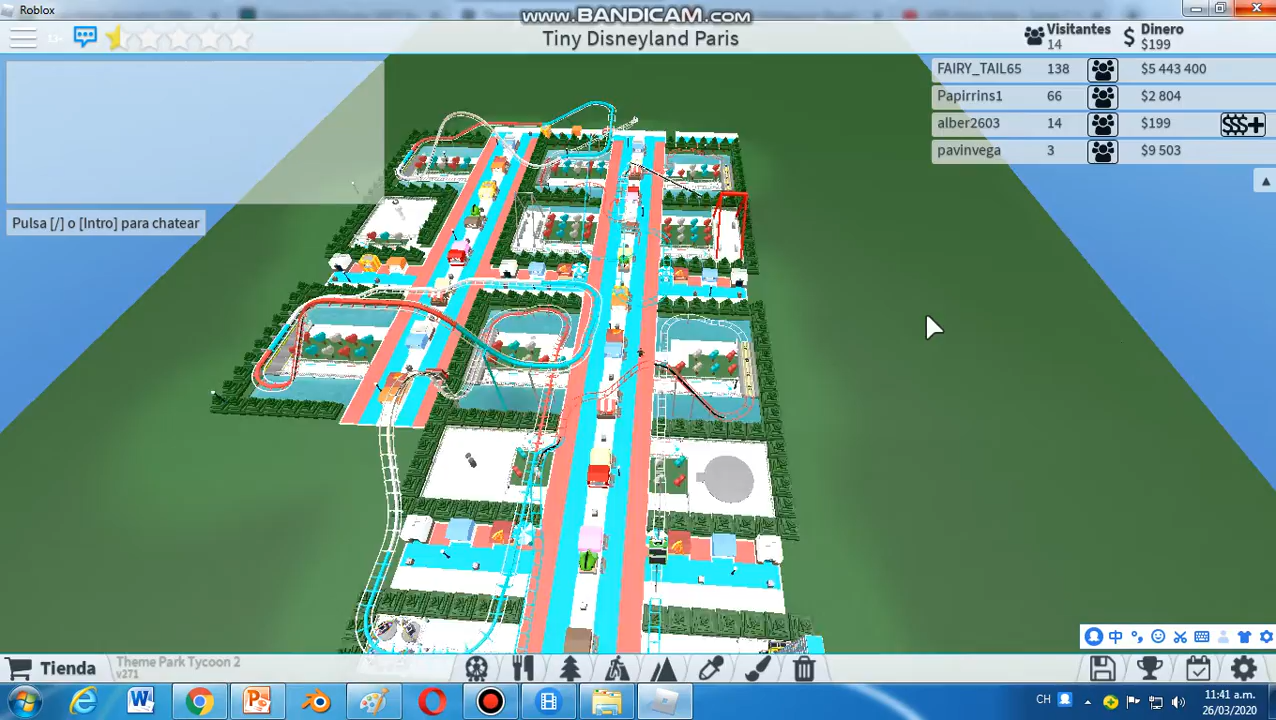 Roblox
www.BANDICAM.com
Tiny Disneyland Paris
Visitantes
14
Dinero
$199
FAIRY_TAIL65 138 $5 443 400
Papirrins1 66 $2 804
alber2603 14 $199
pavinvega 3 $9 503
Pulsa [/] o [Intro] para chatear
中
Tienda
Theme Park Tycoon 2
v271
CH
11:41 a.m.
26/03/2020